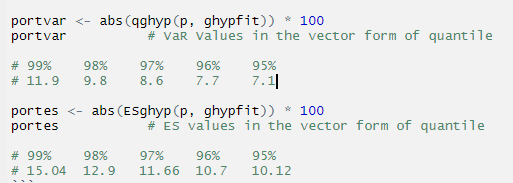 portvar <- abs(qghyp(p, ghypfit)) * 100
portvar # VaR Values in the vector form of quantile
# 99% 98% 97% 96% 95%
# 11.9 9.8 8.6 7.7 7.1
portes <- abs(ESghyp(p, ghypfit)) * 100
portes # ES values in the vector form of quantile
# 99% 98% 97% 96% 95%
# 15.04 12.9 11.66 10.7 10.12